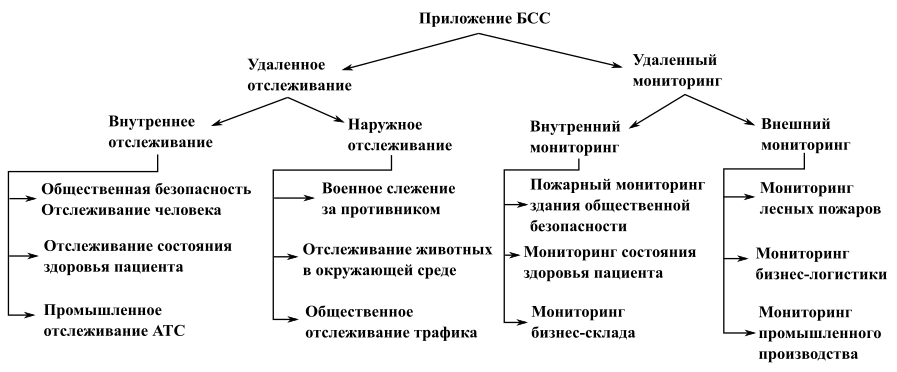 Приложение БСС
Удаленное
отслеживание
Удаленный
мониторинг
Внутреннее
отслеживание
Наружное
отслеживание
Внутренний
мониторинг
Внешний
мониторинг
Общественная безопасность
Отслеживание человека
Отслеживание состояния
здоровья пациента
Промышленное
отслеживание АТС
Военное слежение
за противником
Отслеживание животных
в окружающей среде
Общественное
отслеживание трафика
Пожарный мониторинг
здания общественной
безопасности
Мониторинг состояния
здоровья пациента
Мониторинг
бизнес-склада
Мониторинг
лесных пожаров
Мониторинг
бизнес-логистики
Мониторинг
промышленного
производства